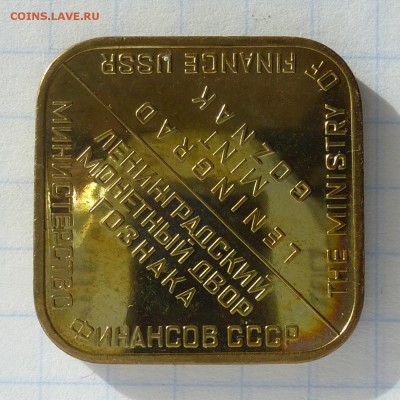 COINS.LAVE.RU
THE MINISTRY OF
FINANCE USSR
LENINGRAD
MINT
GOZNAK
ЛЕНИНГРАДСКИЙ
МОНЕТНЫЙ ДВОР
ГОЗНАКА
МИНИСТЕРСТВО
ФИНАНСОВ СССР